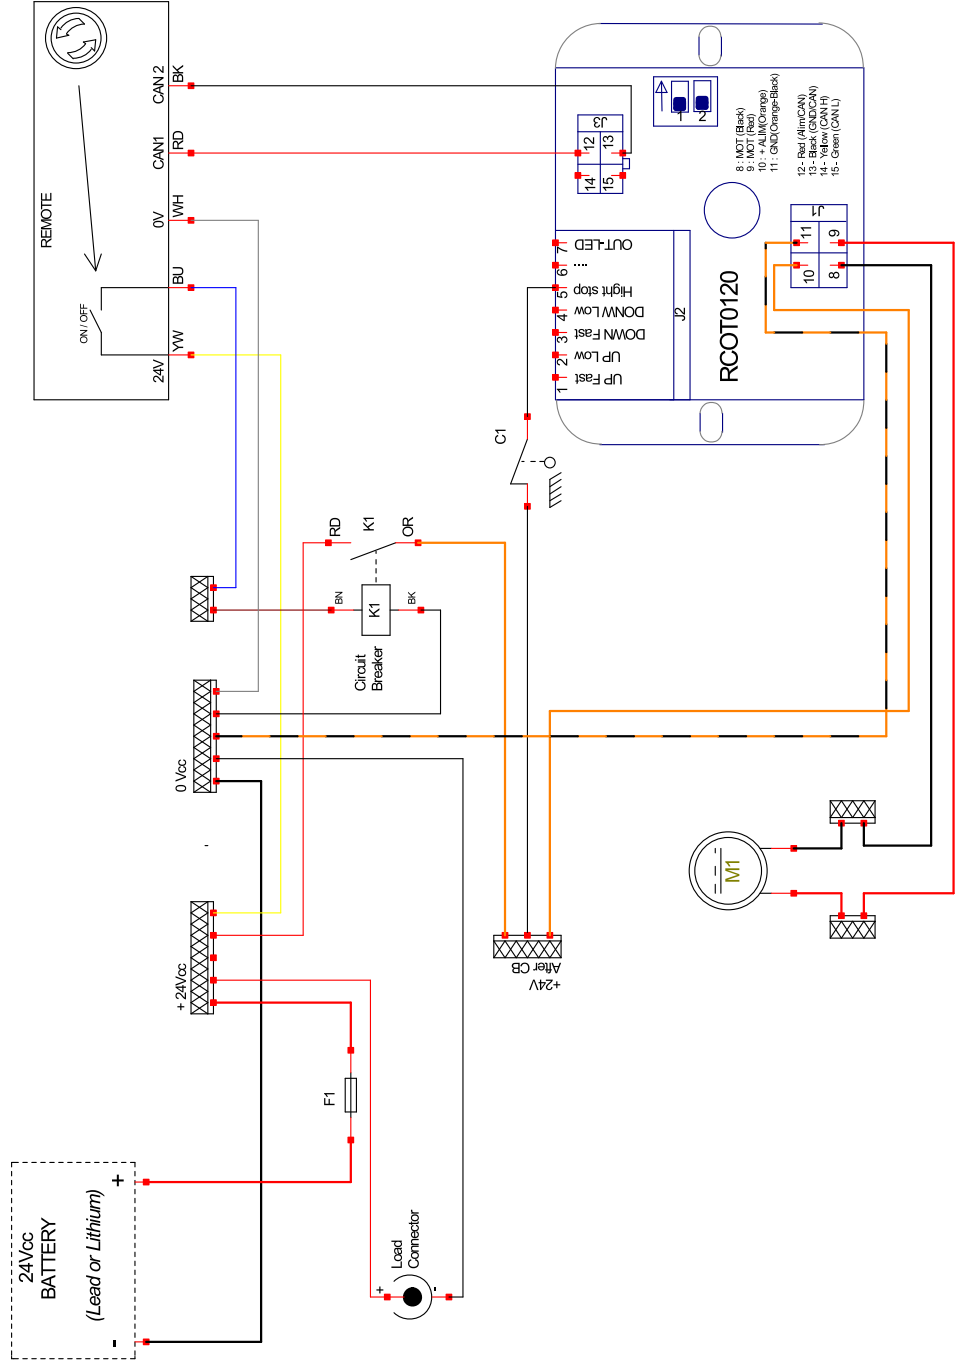 REMOTE
CAN 2
BK
CAN1
RD
0V
WH
BU
24V
YW
ON / OFF
J3
12
13
14
15
1
2
8 : MOT (Black)
9 : MOT (Red)
10 : + ALIM(Orange)
11 : GND(Orange-Black)
12 - Red (Alim/CAN)
13 - Black (GND/CAN)
14 - Yellow (CAN H)
15 - Green (CAN L)
J1
11
9
10
8
7 OUT-LED
6 ....
5 Hight stop
4 DONW Low
3 DOWN Fast
2 UP Low
1 UP Fast
J2
RCOT0120
C1
RD
K1
OR
BN
K1
BK
Circuit
Breaker
0 Vcc
-
+ 24Vcc
+24V
After CB
M1
F1
24Vcc
BATTERY
(Lead or Lithium)
+
-
Load
Connector
+
-